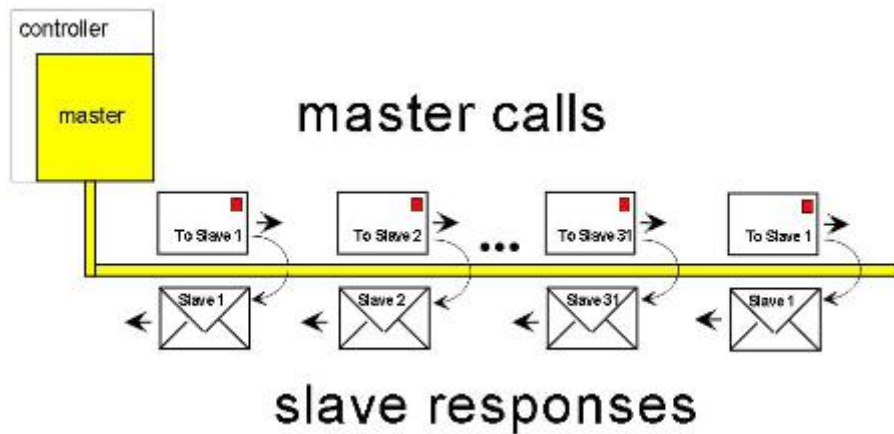 controller
master
master calls
To Slave 1
To Slave 2
To Slave 31
To Slave 1
Slave 1
Slave 2
Slave 31
Slave 1
slave responses